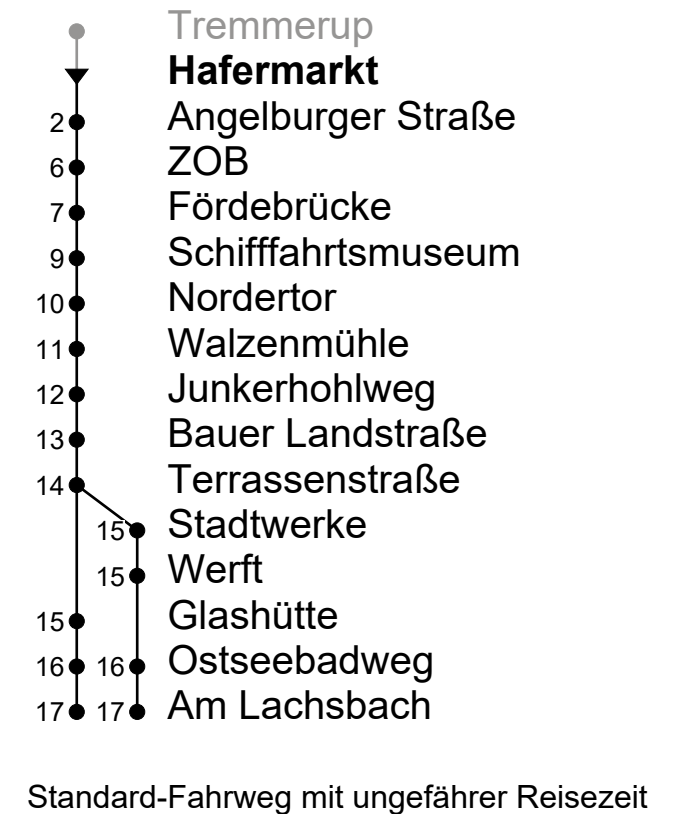 Tremmerup
Hafermarkt
2 Angelburger Straße
6 ZOB
7 Fördebrücke
9 Schifffahrtsmuseum
10 Nordertor
11 Walzenmühle
12 Junkerhohlweg
13 Bauer Landstraße
14 Terrassenstraße
15 Stadtwerke
15 Werft
15 Glashütte
16 16 Ostseebadweg
17 17 Am Lachsbach
Standard-Fahrweg mit ungefährer Reisezeit